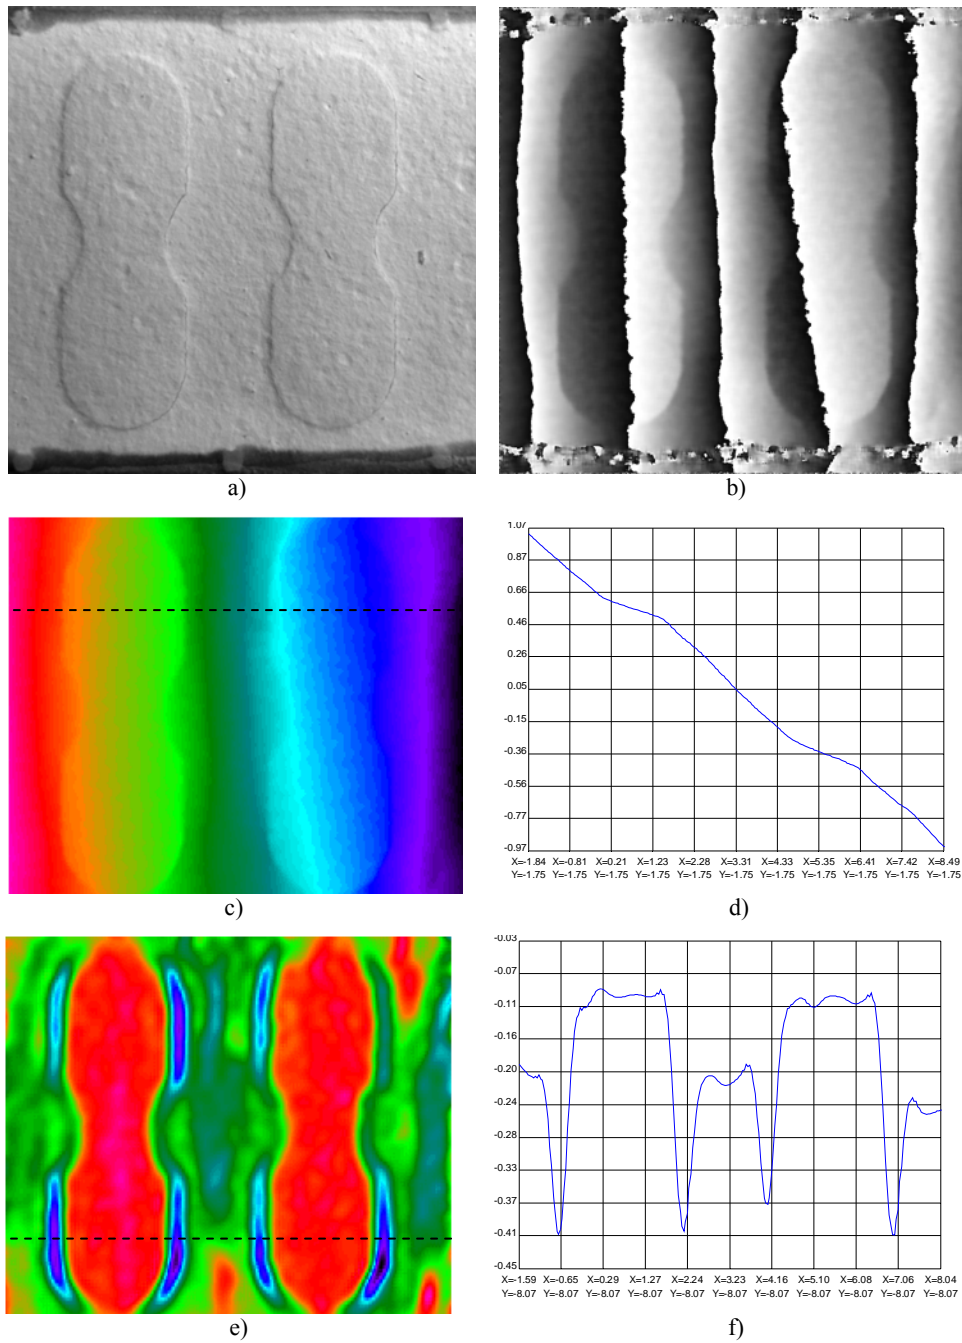 a)
b)
c)
1.07
0.87
0.66
0.46
0.26
0.05
-0.15
-0.36
-0.56
-0.77
-0.97
X=-1.84 X=-0.81 X=0.21 X=1.23 X=2.28 X=3.31 X=4.33 X=5.35 X=6.41 X=7.42 X=8.49
Y=-1.75 Y=-1.75 Y=-1.75 Y=-1.75 Y=-1.75 Y=-1.75 Y=-1.75 Y=-1.75 Y=-1.75 Y=-1.75 Y=-1.75
d)
e)
-0.03
-0.07
-0.11
-0.16
-0.20
-0.24
-0.28
-0.33
-0.37
-0.41
-0.45
X=-1.59 X=-0.65 X=0.29 X=1.27 X=2.24 X=3.23 X=4.16 X=5.10 X=6.08 X=7.06 X=8.04
Y=-8.07 Y=-8.07 Y=-8.07 Y=-8.07 Y=-8.07 Y=-8.07 Y=-8.07 Y=-8.07 Y=-8.07 Y=-8.07 Y=-8.07
f)